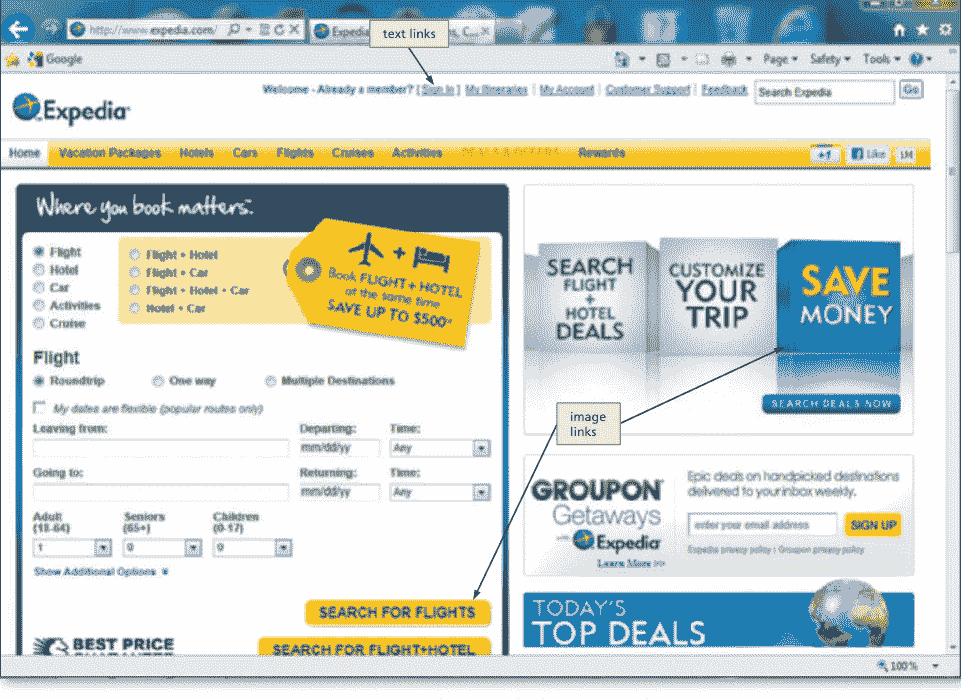 http://www.expedia.com/
Expedia
s, C...
text links
Google
Page
Safety
Tools
Welcome - Already a member? [ Sign In ] | My Itineraries | My Account | Customer Support | Feedback
Search Expedia
Go
Expedia
Home
Vacation Packages
Hotels
Cars
Flights
Cruises
Activities
DEALS & OFFERS
Rewards
+1
Like
1M
Where you book matters.
Flight
Hotel
Car
Activities
Cruise
Flight + Hotel
Flight + Car
Flight + Hotel + Car
Hotel + Car
Book FLIGHT + HOTEL
at the same time
SAVE UP TO $500*
Flight
Roundtrip
One way
Multiple Destinations
My dates are flexible (popular routes only)
Leaving from:
Departing:
Time:
mm/dd/yy
Any
Going to:
Returning:
Time:
mm/dd/yy
Any
Adult
(18-64)
Seniors
(65+)
Children
(0-17)
1
0
0
Show Additional Options
SEARCH FOR FLIGHTS
BEST PRICE
GUARANTEE
SEARCH FOR FLIGHT+HOTEL
SEARCH
FLIGHT
+
HOTEL
DEALS
CUSTOMIZE
YOUR
TRIP
SAVE
MONEY
SEARCH DEALS NOW
image
links
GROUPON
Getaways
with Expedia
Learn More >>
Epic deals on handpicked destinations
delivered to your inbox weekly.
enter your email address
SIGN UP
Expedia privacy policy | Groupon privacy policy
TODAY'S
TOP DEALS
100%